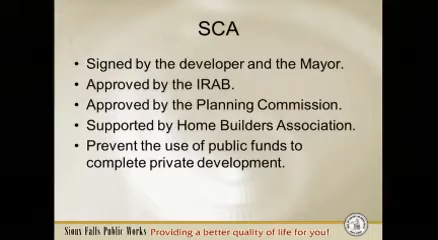 SCA
• Signed by the developer and the Mayor.
• Approved by the IRAB.
• Approved by the Planning Commission.
• Supported by Home Builders Association.
• Prevent the use of public funds to
complete private development.
Sioux Falls Public Works Providing a better quality of life for you!